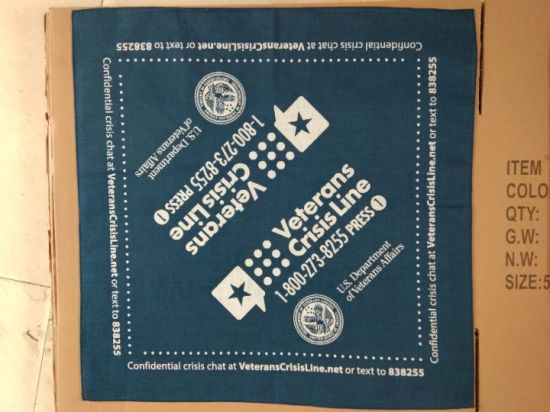 Confidential crisis chat at VeteransCrisisLine.net or text to 838255
Confidential crisis chat at VeteransCrisisLine.net or text to 838255
Confidential crisis chat at VeteransCrisisLine.net or text to 838255
U.S. Department
of Veterans Affairs
1-800-273-8255 PRESS 1
Veterans
Crisis Line
Veterans
Crisis Line
1-800-273-8255 PRESS 1
U.S. Department
of Veterans Affairs
Confidential crisis chat at VeteransCrisisLine.net or text to 838255
ITEM
COLO
QTY:
G.W:
N.W:
SIZE:5